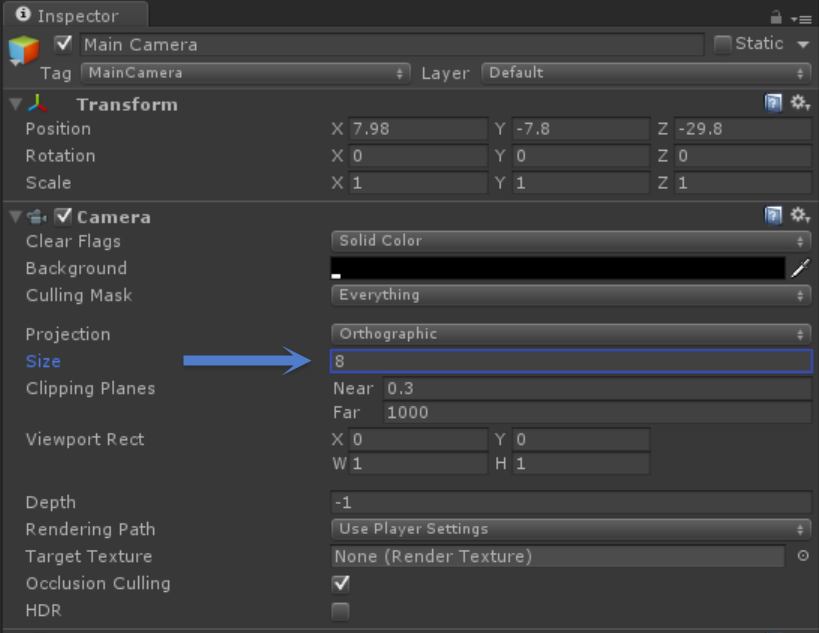 Inspector
Main Camera Static
Tag MainCamera Layer Default
Transform
Position X 7.98 Y -7.8 Z -29.8
Rotation X 0 Y 0 Z 0
Scale X 1 Y 1 Z 1
Camera
Clear Flags Solid Color
Background
Culling Mask Everything
Projection Orthographic
Size 8
Clipping Planes Near 0.3
Far 1000
Viewport Rect X 0 Y 0
W 1 H 1
Depth -1
Rendering Path Use Player Settings
Target Texture None (Render Texture)
Occlusion Culling
HDR